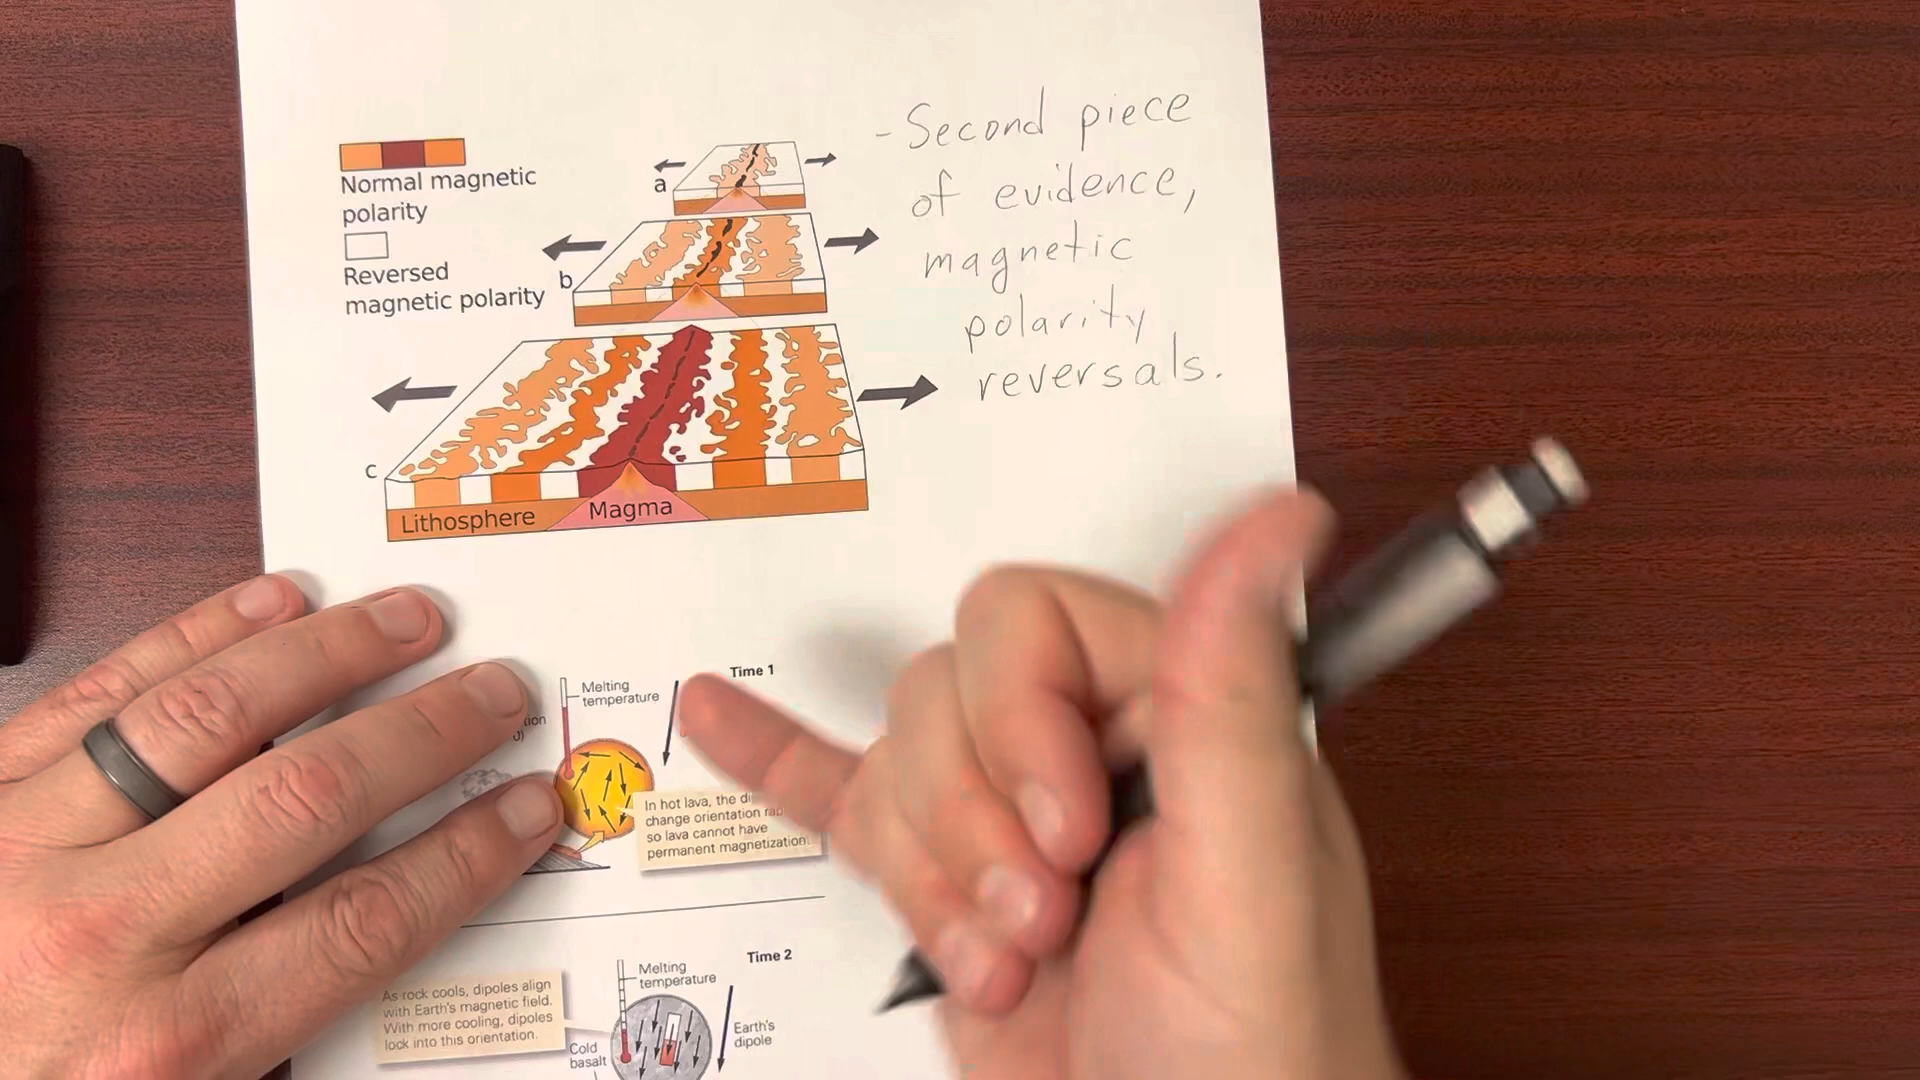 Normal magnetic
polarity
Reversed
magnetic polarity
a
b
c
Lithosphere
Magma
- Second piece
of evidence,
magnetic
polarity
reversals.
Time 1
Melting
temperature
In hot lava, the
change orientation
so lava cannot have
permanent magnetization.
Time 2
As rock cools, dipoles align
with Earth's magnetic field.
With more cooling, dipoles
lock into this orientation.
Melting
temperature
Earth's
dipole
Cold
basalt